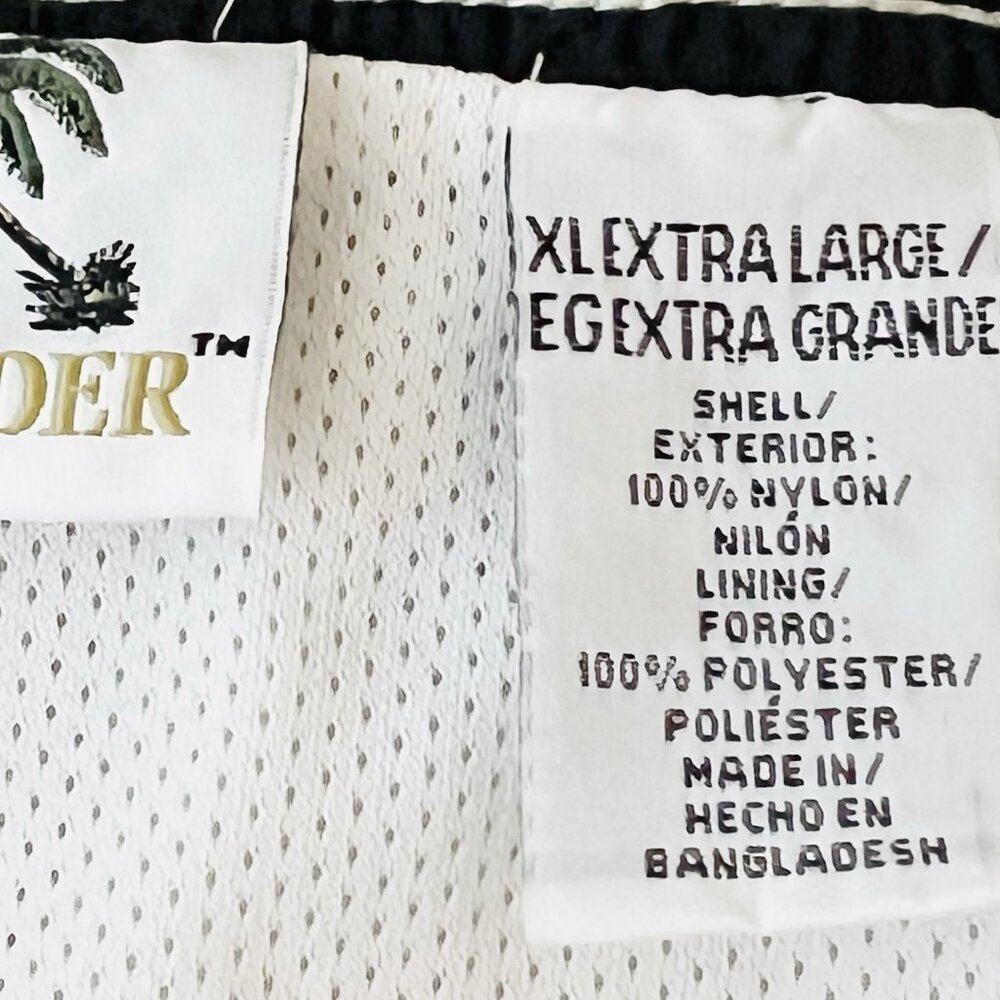 DER™
XL EXTRA LARGE/
EG EXTRA GRANDE
SHELL/
EXTERIOR:
100% NYLON/
NILÓN
LINING/
FORRO:
100% POLYESTER/
POLIÉSTER
MADE IN/
HECHO EN
BANGLADESH